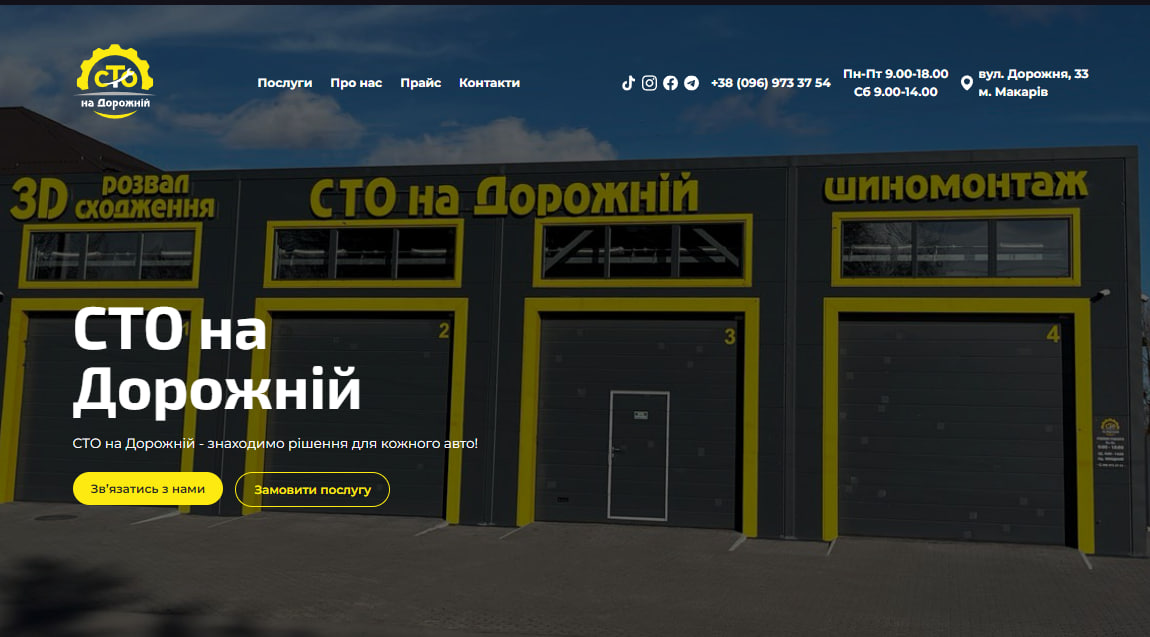 СТО
на Дорожній
Послуги
Про нас
Прайс
Контакти
+38 (096) 973 37 54
Пн-Пт 9.00-18.00
Сб 9.00-14.00
вул. Дорожня, 33
м. Макарів
3D розвал
сходження
СТО на Дорожній
шиномонтаж
1
2
3
4
СТО на
Дорожній
СТО на Дорожній - знаходимо рішення для кожного авто!
Зв’язатись з нами
Замовити послугу